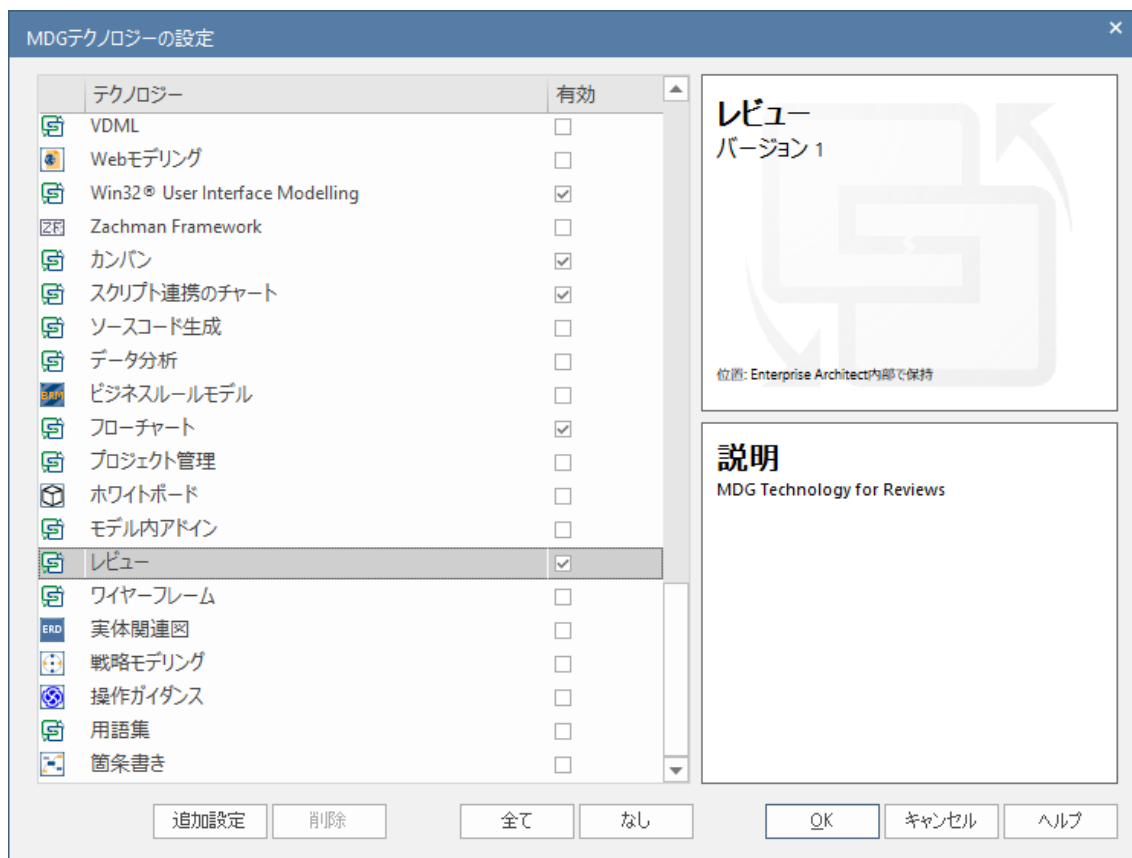 MDGテクノロジーの設定
テクノロジー 有効
VDML
Webモデリング
Win32® User Interface Modelling
Zachman Framework
カンバン
スクリプト連携のチャート
ソースコード生成
データ分析
ビジネスルールモデル
フローチャート
プロジェクト管理
ホワイトボード
モデル内アドイン
レビュー
ワイヤーフレーム
実体関連図
戦略モデリング
操作ガイダンス
用語集
箇条書き
ZF
BRM
ERD
レビュー
バージョン 1
位置: Enterprise Architect内部で保持
説明
MDG Technology for Reviews
追加設定 削除 全て なし OK キャンセル ヘルプ